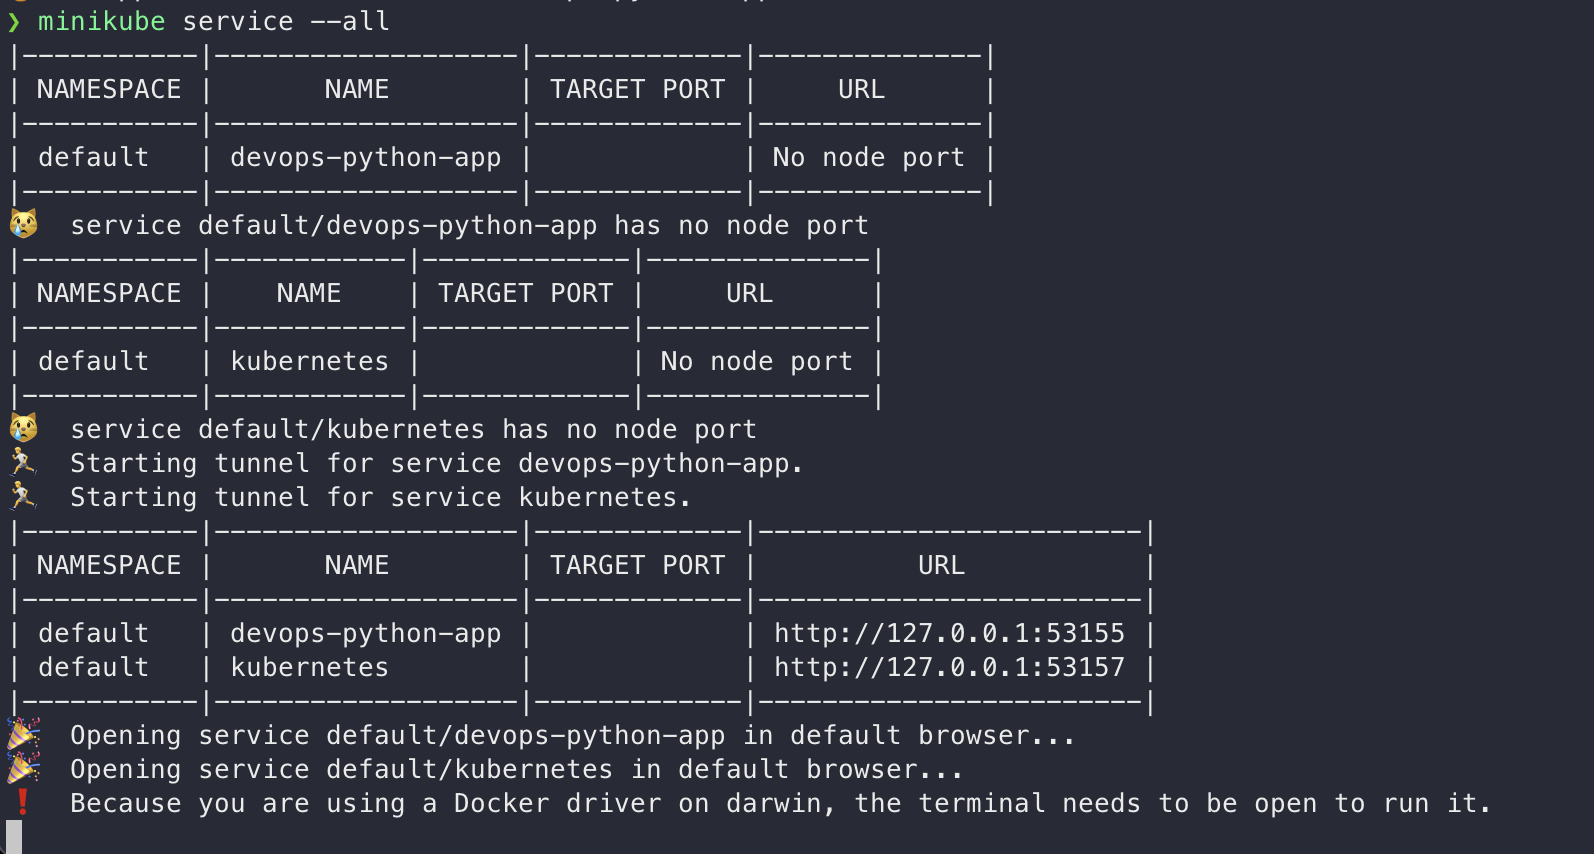 ❯ minikube service --all
|-----------|-------------------|-------------|--------------|
| NAMESPACE |       NAME        | TARGET PORT |     URL      |
|-----------|-------------------|-------------|--------------|
| default   | devops-python-app |             | No node port |
|-----------|-------------------|-------------|--------------|
😿  service default/devops-python-app has no node port
|-----------|------------|-------------|--------------|
| NAMESPACE |    NAME    | TARGET PORT |     URL      |
|-----------|------------|-------------|--------------|
| default   | kubernetes |             | No node port |
|-----------|------------|-------------|--------------|
😿  service default/kubernetes has no node port
🏃  Starting tunnel for service devops-python-app.
🏃  Starting tunnel for service kubernetes.
|-----------|-------------------|-------------|------------------------|
| NAMESPACE |       NAME        | TARGET PORT |          URL           |
|-----------|-------------------|-------------|------------------------|
| default   | devops-python-app |             | http://127.0.0.1:53155 |
| default   | kubernetes        |             | http://127.0.0.1:53157 |
|-----------|-------------------|-------------|------------------------|
🎉  Opening service default/devops-python-app in default browser...
🎉  Opening service default/kubernetes in default browser...
❗  Because you are using a Docker driver on darwin, the terminal needs to be open to run it.